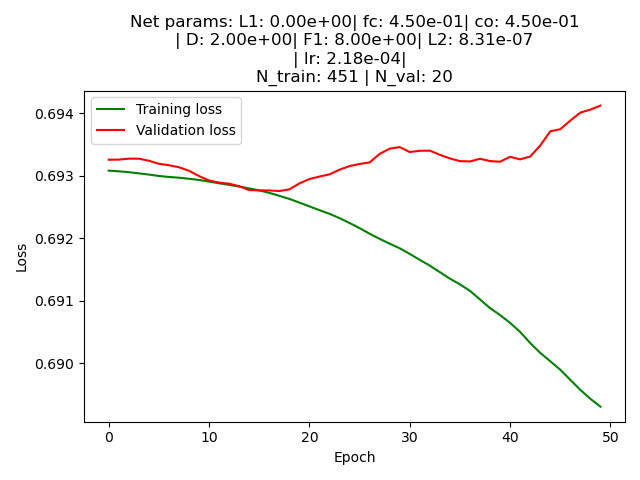 Net params: L1: 0.00e+00| fc: 4.50e-01| co: 4.50e-01
| D: 2.00e+00| F1: 8.00e+00| L2: 8.31e-07
| lr: 2.18e-04|
N_train: 451 | N_val: 20
Training loss
Validation loss
0.694
0.693
0.692
0.691
0.690
Loss
0 10 20 30 40 50
Epoch